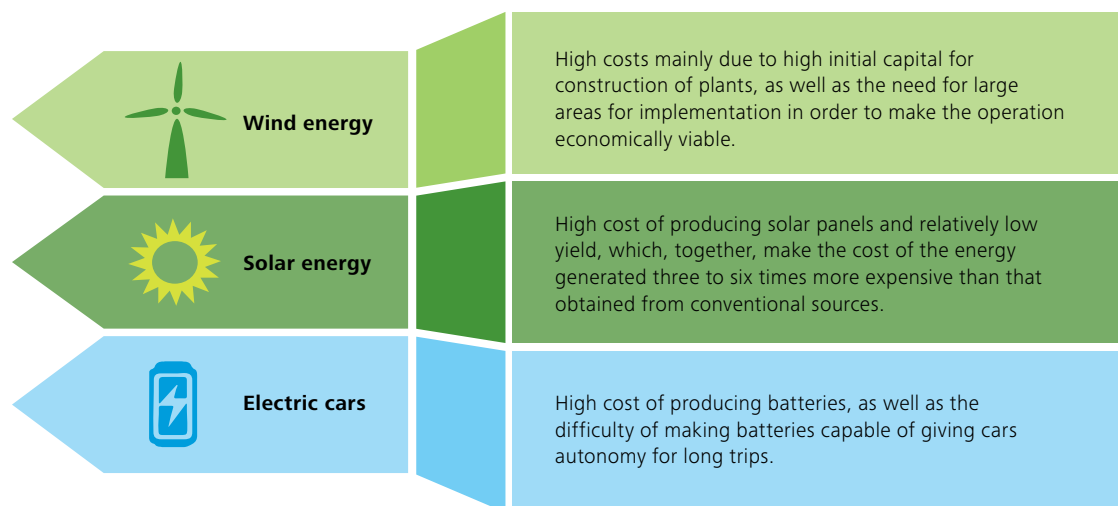 Wind energy
High costs mainly due to high initial capital for
construction of plants, as well as the need for large
areas for implementation in order to make the operation
economically viable.
Solar energy
High cost of producing solar panels and relatively low
yield, which, together, make the cost of the energy
generated three to six times more expensive than that
obtained from conventional sources.
Electric cars
High cost of producing batteries, as well as the
difficulty of making batteries capable of giving cars
autonomy for long trips.